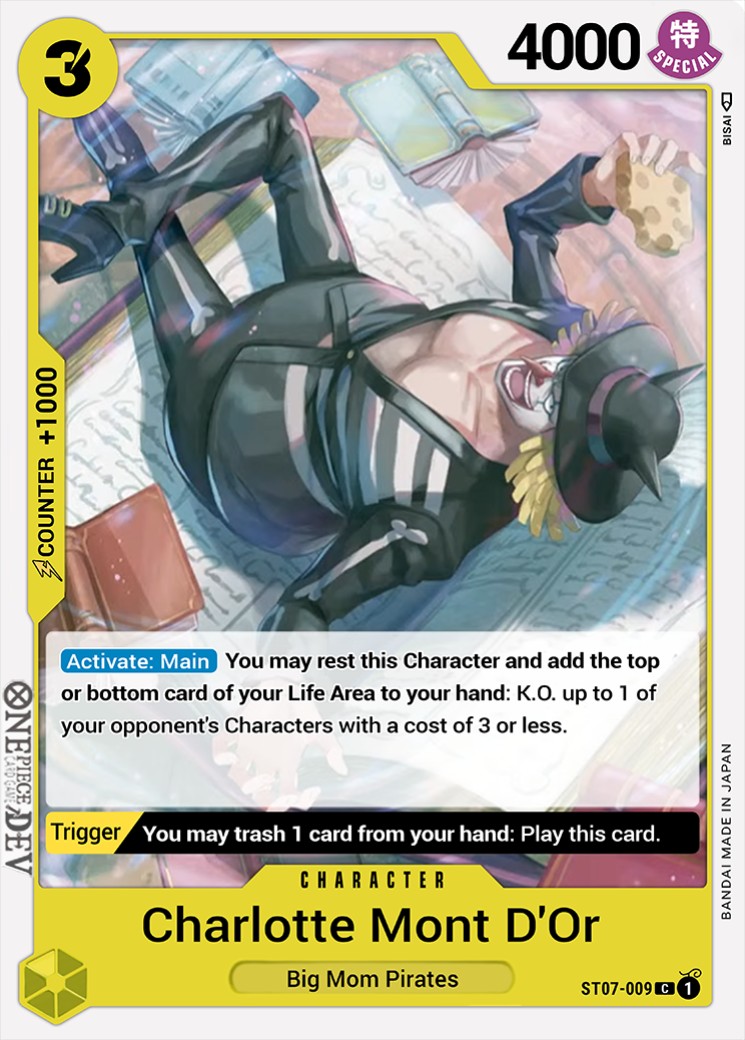 3
4000
特
SPECIAL
BISAI
COUNTER +1000
Activate: Main You may rest this Character and add the top
or bottom card of your Life Area to your hand: K.O. up to 1 of
your opponent's Characters with a cost of 3 or less.
Trigger You may trash 1 card from your hand: Play this card.
ONE PIECE
CARD GAME
DEV
BANDAI MADE IN JAPAN
CHARACTER
Charlotte Mont D'Or
Big Mom Pirates
ST07-009 C 1